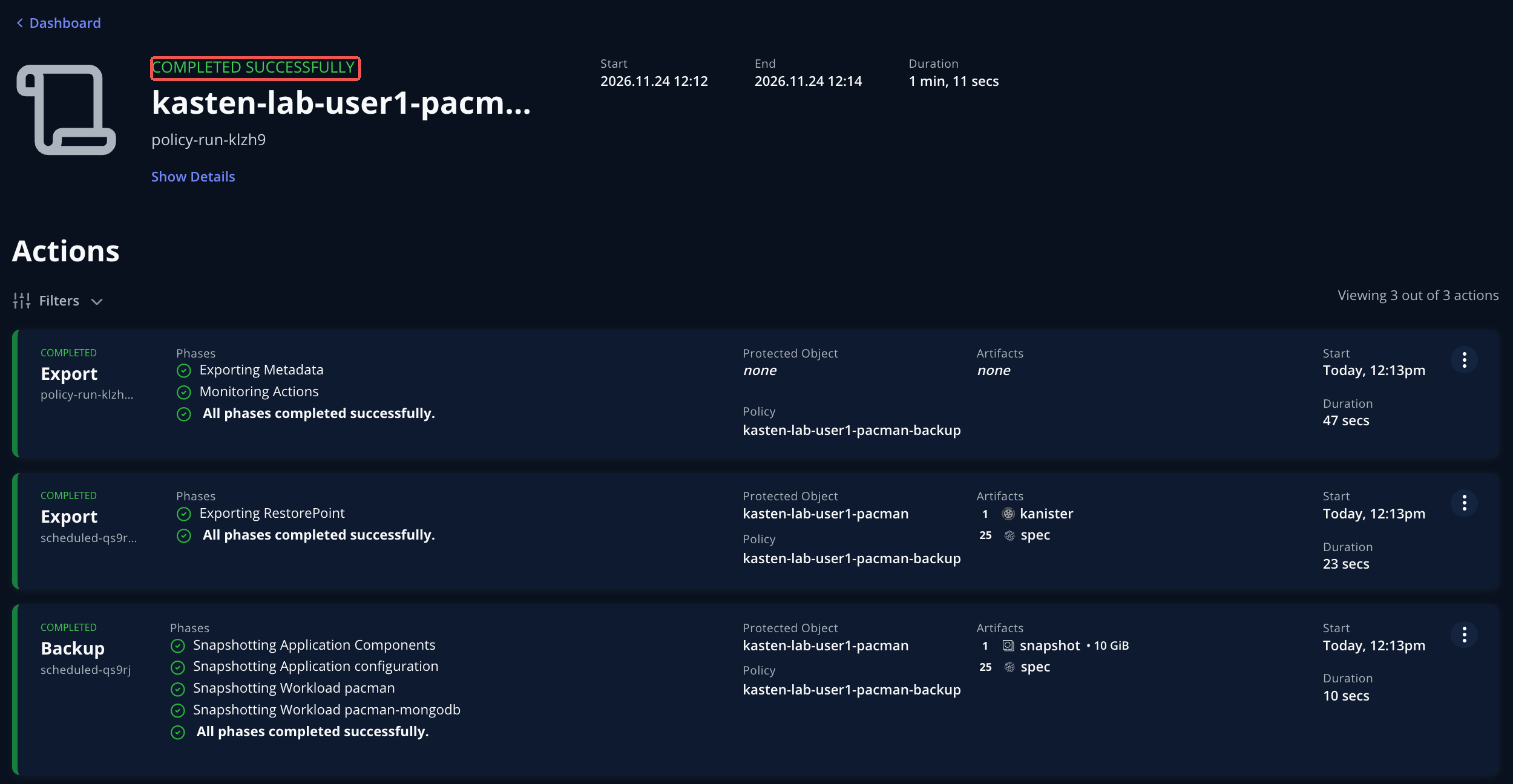 Dashboard
COMPLETED SUCCESSFULLY
kasten-lab-user1-pacm...
policy-run-klzh9
Show Details
Start
2026.11.24 12:12
End
2026.11.24 12:14
Duration
1 min, 11 secs
Actions
Filters
Viewing 3 out of 3 actions
COMPLETED
Export
policy-run-klzh...
Phases
Exporting Metadata
Monitoring Actions
All phases completed successfully.
Protected Object
none
Policy
kasten-lab-user1-pacman-backup
Artifacts
none
Start
Today, 12:13pm
Duration
47 secs
COMPLETED
Export
scheduled-qs9r...
Phases
Exporting RestorePoint
All phases completed successfully.
Protected Object
kasten-lab-user1-pacman
Policy
kasten-lab-user1-pacman-backup
Artifacts
1 kanister
25 spec
Start
Today, 12:13pm
Duration
23 secs
COMPLETED
Backup
scheduled-qs9rj
Phases
Snapshotting Application Components
Snapshotting Application configuration
Snapshotting Workload pacman
Snapshotting Workload pacman-mongodb
All phases completed successfully.
Protected Object
kasten-lab-user1-pacman
Policy
kasten-lab-user1-pacman-backup
Artifacts
1 snapshot • 10 GiB
25 spec
Start
Today, 12:13pm
Duration
10 secs